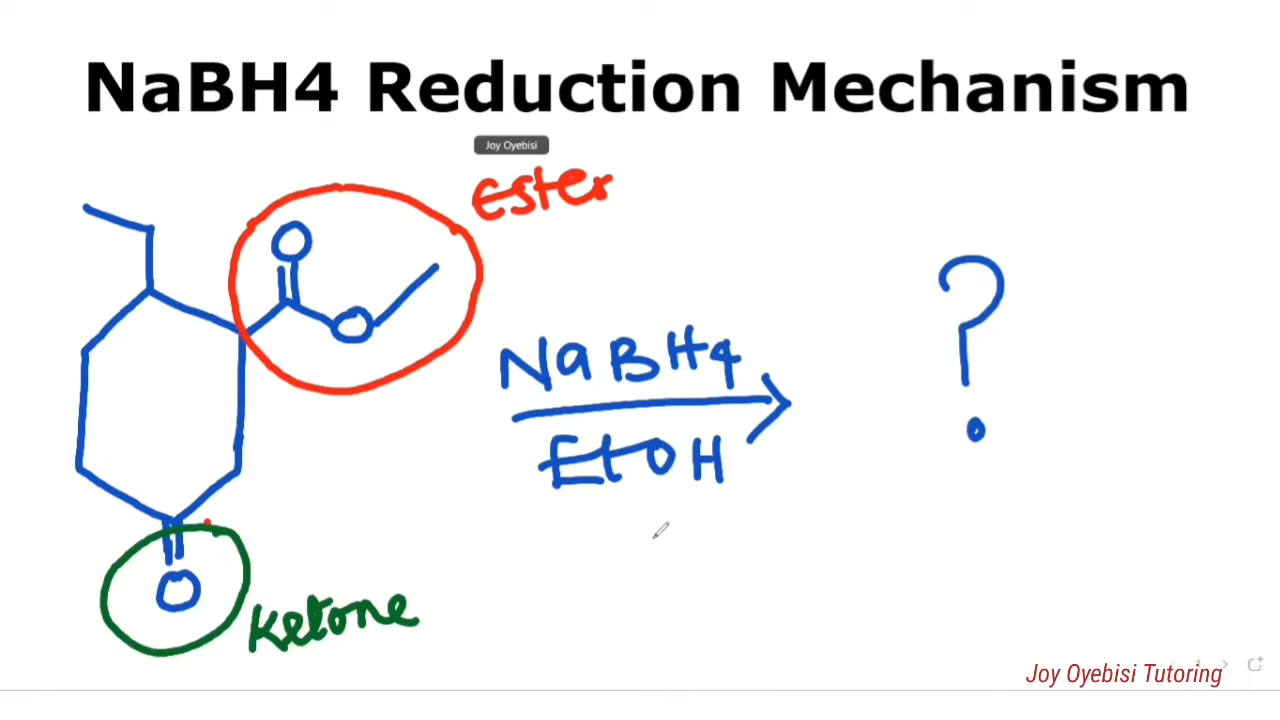 NaBH4 Reduction Mechanism
Joy Oyebisi
Ester
O
O
NaBH4
EtOH
?
O
Ketone
Joy Oyebisi Tutoring